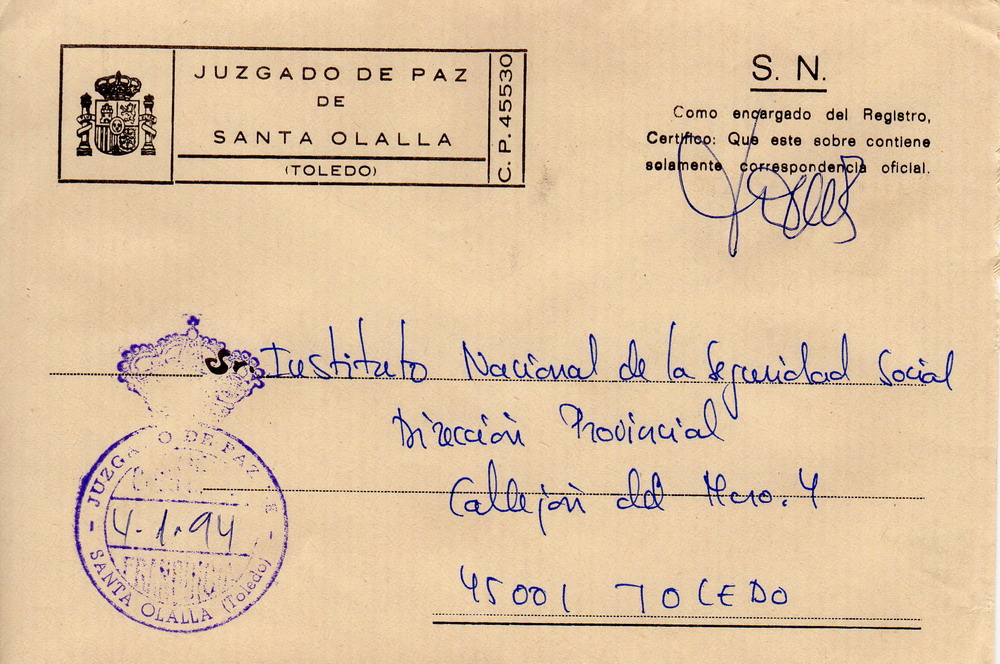 JUZGADO DE PAZ
DE
SANTA OLALLA
(TOLEDO)
C. P. 45530
S. N.
Como encargado del Registro,
Certifico: Que este sobre contiene
solamente correspondencia oficial.
Sr. Instituto Nacional de la Seguridad Social
Dirección Provincial
Callejón del Moro. 4
45001 TOLEDO
JUZGADO DE PAZ DE
4-1-94
FRANQUICIA
SANTA OLALLA (Toledo)